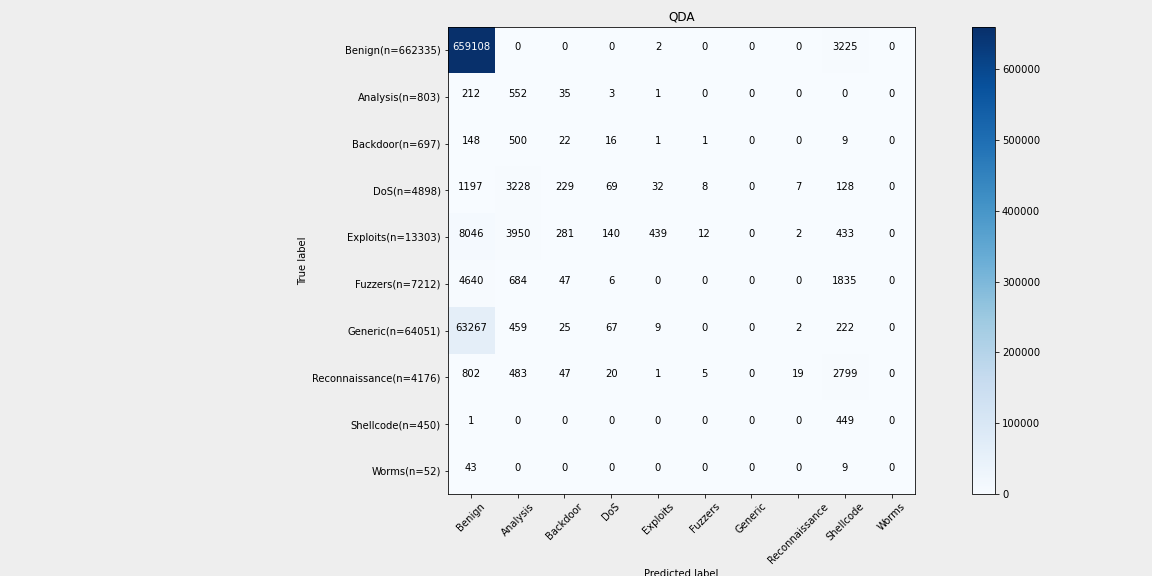 QDA
Benign(n=662335) 659108 0 0 0 2 0 0 0 3225 0
Analysis(n=803) 212 552 35 3 1 0 0 0 0 0
Backdoor(n=697) 148 500 22 16 1 1 0 0 9 0
DoS(n=4898) 1197 3228 229 69 32 8 0 7 128 0
Exploits(n=13303) 8046 3950 281 140 439 12 0 2 433 0
Fuzzers(n=7212) 4640 684 47 6 0 0 0 0 1835 0
Generic(n=64051) 63267 459 25 67 9 0 0 2 222 0
Reconnaissance(n=4176) 802 483 47 20 1 5 0 19 2799 0
Shellcode(n=450) 1 0 0 0 0 0 0 0 449 0
Worms(n=52) 43 0 0 0 0 0 0 0 9 0
True label
Benign Analysis Backdoor DoS Exploits Fuzzers Generic Reconnaissance Shellcode Worms
Predicted label
600000
500000
400000
300000
200000
100000
0